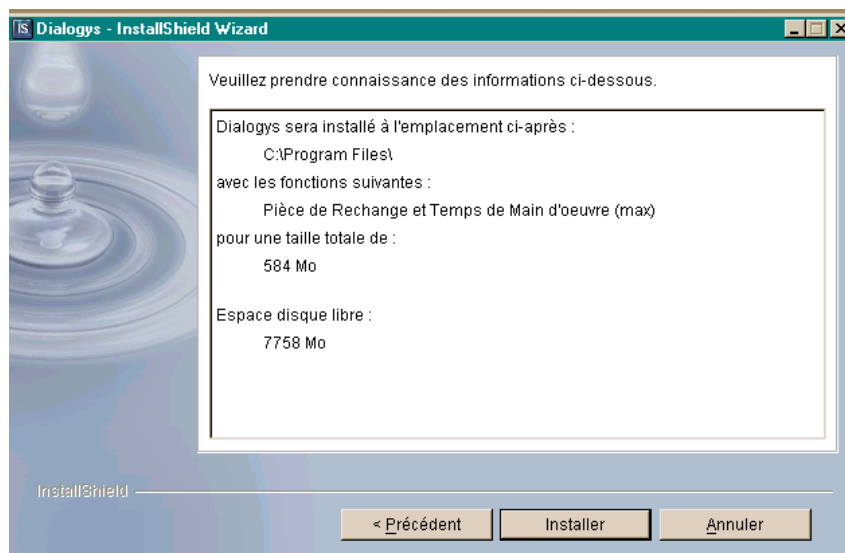 Dialogys - InstallShield Wizard
Veuillez prendre connaissance des informations ci-dessous.
Dialogys sera installé à l'emplacement ci-après :
C:\Program Files\
avec les fonctions suivantes :
Pièce de Rechange et Temps de Main d'oeuvre (max)
pour une taille totale de :
584 Mo
Espace disque libre :
7758 Mo
InstallShield
< Précédent
Installer
Annuler